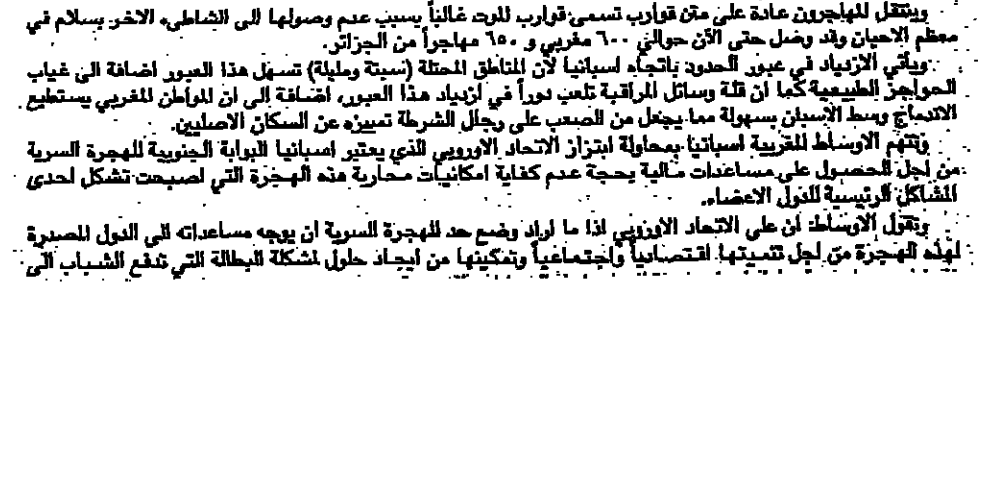 وينتقل المهاجرون عادة على متن قوارب تسمى قوارب الموت غالباً بسبب عدم وصولها الى الشاطىء الاخر بسلام في
معظم الاحيان وقد وصل حتى الآن حوالي ٦٠٠ مغربي و ٦٥٠ مهاجراً من الجزائر.
ويأتي الازدياد في عبور الحدود باتجاه اسبانيا لأن المناطق المحتلة (سبتة ومليلة) تسهل هذا العبور اضافة الى غياب
الحواجز الطبيعية كما ان قلة وسائل المراقبة تلعب دوراً في ازدياد هذا العبور، اضافة إلى ان المواطن المغربي يستطيع
الاندماج وسط الأسبان بسهولة مما يجعل من الصعب على رجال الشرطة تمييزه عن السكان الاصليين.
وتتهم الاوساط المغربية اسبانيا بمحاولة ابتزاز الاتحاد الاوروبي الذي يعتبر اسبانيا البوابة الجنوبية للهجرة السرية
من اجل الحصول على مساعدات مالية بحجة عدم كفاية امكانيات محاربة هذه الهجرة التي اصبحت تشكل احدى
المشاكل الرئيسية للدول الاعضاء.
وتقول الاوساط ان على الاتحاد الاوروبي اذا ما اراد وضع حد للهجرة السرية ان يوجه مساعداته الى الدول المصدرة
لهذه الهجرة من اجل تنميتها اقتصادياً واجتماعياً وتمكينها من ايجاد حلول لمشكلة البطالة التي تدفع الشباب الى